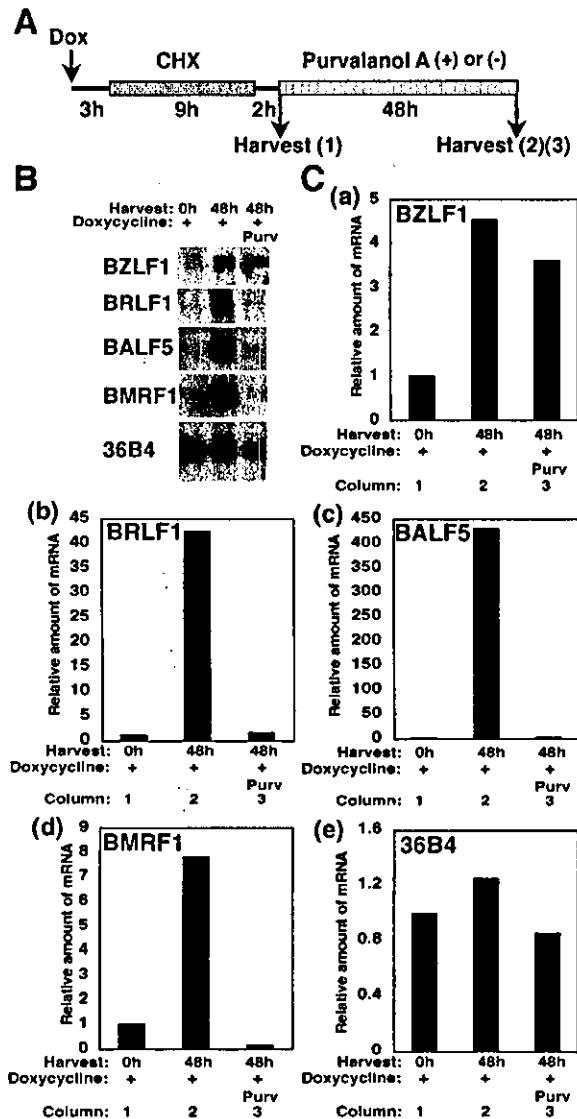 A
Dox
CHX
Purvalanol A (+) or (-)
3h
9h
2h
48h
Harvest (1)
Harvest (2)(3)
B
Harvest: 0h 48h 48h
Doxycycline: + + +
Purv
BZLF1
BRLF1
BALF5
BMRF1
36B4
C
(a)
BZLF1
Relative amount of mRNA
5
4
3
2
1
0
Harvest: 0h 48h 48h
Doxycycline: + + +
Purv
Column: 1 2 3
(b)
BRLF1
Relative amount of mRNA
45
40
35
30
25
20
15
10
5
0
Harvest: 0h 48h 48h
Doxycycline: + + +
Purv
Column: 1 2 3
(c)
BALF5
Relative amount of mRNA
450
400
350
300
250
200
150
100
50
0
Harvest: 0h 48h 48h
Doxycycline: + + +
Purv
Column: 1 2 3
(d)
BMRF1
Relative amount of mRNA
9
8
7
6
5
4
3
2
1
0
Harvest: 0h 48h 48h
Doxycycline: + + +
Purv
Column: 1 2 3
(e)
36B4
Relative amount of mRNA
1.6
1.2
0.8
0.4
0
Harvest: 0h 48h 48h
Doxycycline: + + +
Purv
Column: 1 2 3